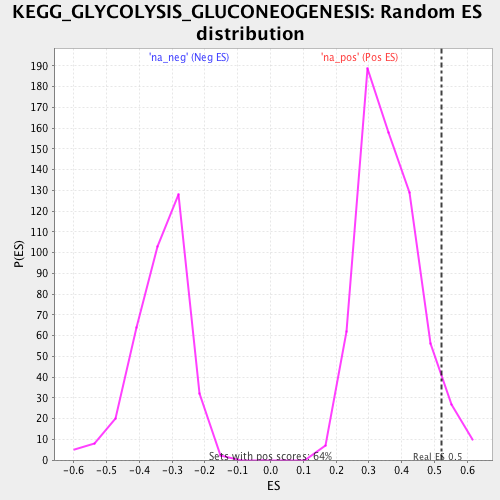 KEGG_GLYCOLYSIS_GLUCONEOGENESIS: Random ES
distribution
'na_neg' (Neg ES)
'na_pos' (Pos ES)
190
180
170
160
150
140
130
120
110
100
90
80
70
60
50
40
30
20
10
0
P(ES)
Sets with pos scores: 64%
Real ES 0.5
-0.6 -0.5 -0.4 -0.3 -0.2 -0.1 0.0 0.1 0.2 0.3 0.4 0.5 0.6
ES